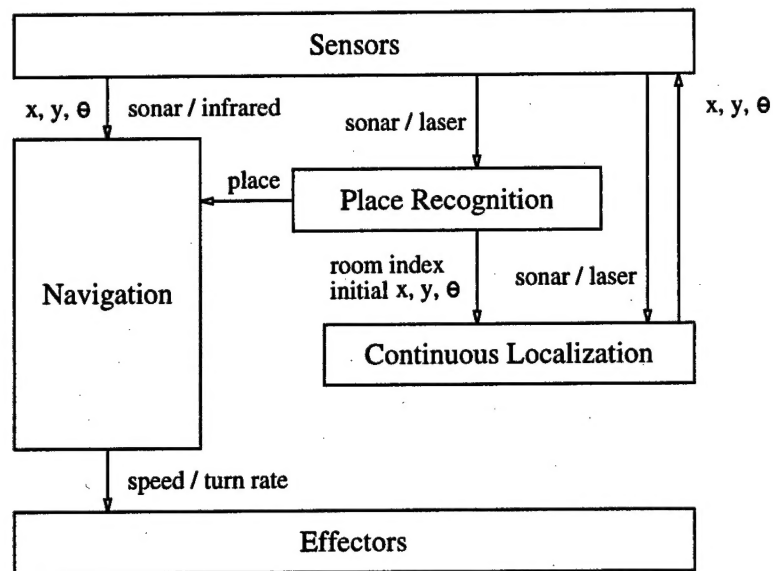 Sensors
x, y, θ
sonar / infrared
sonar / laser
x, y, θ
place
Place Recognition
room index
initial x, y, θ
sonar / laser
Navigation
Continuous Localization
speed / turn rate
Effectors